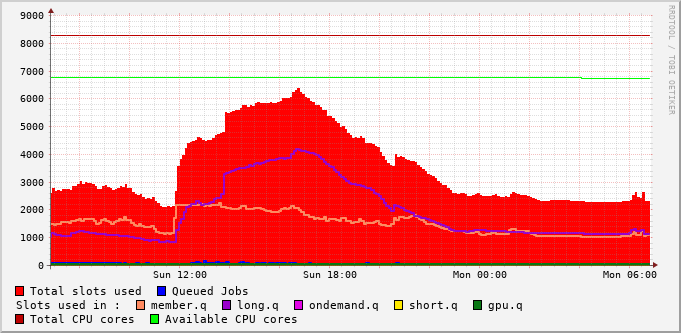 9000
8000
7000
6000
5000
4000
3000
2000
1000
0
Sun 12:00 Sun 18:00 Mon 00:00 Mon 06:00
RRDTOOL / TOBI OETIKER
Total slots used Queued Jobs
Slots used in : member.q long.q ondemand.q short.q gpu.q
Total CPU cores Available CPU cores